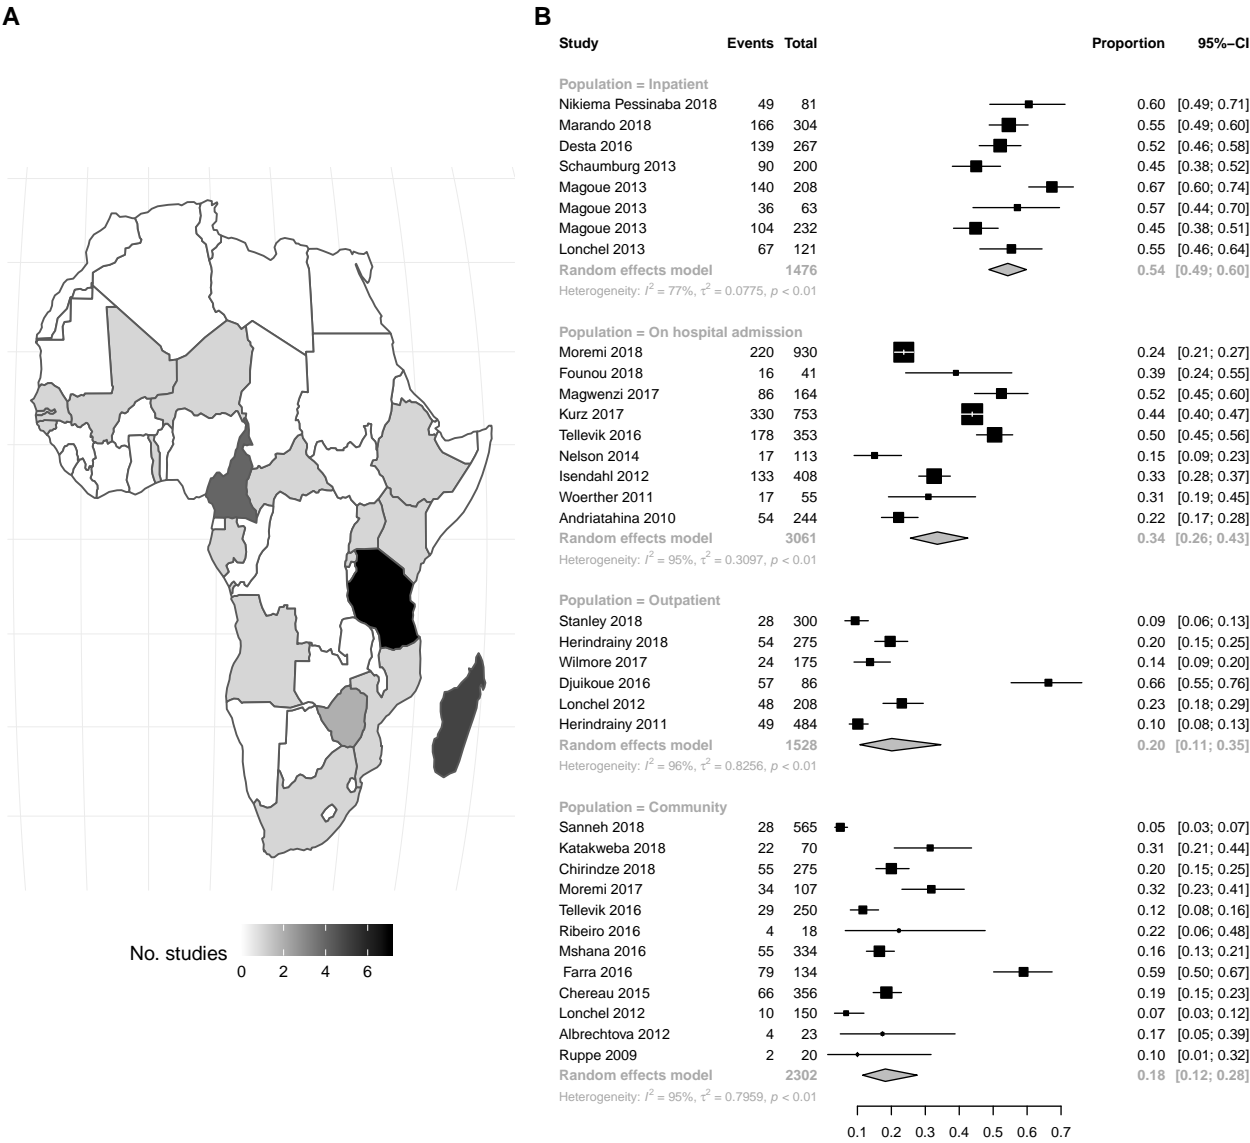 A
No. studies
0 2 4 6
B
Study Events Total Proportion 95%−CI
Population = Inpatient
Nikiema Pessinaba 2018 49 81 0.60 [0.49; 0.71]
Marando 2018 166 304 0.55 [0.49; 0.60]
Desta 2016 139 267 0.52 [0.46; 0.58]
Schaumburg 2013 90 200 0.45 [0.38; 0.52]
Magoue 2013 140 208 0.67 [0.60; 0.74]
Magoue 2013 36 63 0.57 [0.44; 0.70]
Magoue 2013 104 232 0.45 [0.38; 0.51]
Lonchel 2013 67 121 0.55 [0.46; 0.64]
Random effects model 1476 0.54 [0.49; 0.60]
Heterogeneity: I² = 77%, τ² = 0.0775, p < 0.01
Population = On hospital admission
Moremi 2018 220 930 0.24 [0.21; 0.27]
Founou 2018 16 41 0.39 [0.24; 0.55]
Magwenzi 2017 86 164 0.52 [0.45; 0.60]
Kurz 2017 330 753 0.44 [0.40; 0.47]
Tellevik 2016 178 353 0.50 [0.45; 0.56]
Nelson 2014 17 113 0.15 [0.09; 0.23]
Isendahl 2012 133 408 0.33 [0.28; 0.37]
Woerther 2011 17 55 0.31 [0.19; 0.45]
Andriatahina 2010 54 244 0.22 [0.17; 0.28]
Random effects model 3061 0.34 [0.26; 0.43]
Heterogeneity: I² = 95%, τ² = 0.3097, p < 0.01
Population = Outpatient
Stanley 2018 28 300 0.09 [0.06; 0.13]
Herindrainy 2018 54 275 0.20 [0.15; 0.25]
Wilmore 2017 24 175 0.14 [0.09; 0.20]
Djuikoue 2016 57 86 0.66 [0.55; 0.76]
Lonchel 2012 48 208 0.23 [0.18; 0.29]
Herindrainy 2011 49 484 0.10 [0.08; 0.13]
Random effects model 1528 0.20 [0.11; 0.35]
Heterogeneity: I² = 96%, τ² = 0.8256, p < 0.01
Population = Community
Sanneh 2018 28 565 0.05 [0.03; 0.07]
Katakweba 2018 22 70 0.31 [0.21; 0.44]
Chirindze 2018 55 275 0.20 [0.15; 0.25]
Moremi 2017 34 107 0.32 [0.23; 0.41]
Tellevik 2016 29 250 0.12 [0.08; 0.16]
Ribeiro 2016 4 18 0.22 [0.06; 0.48]
Mshana 2016 55 334 0.16 [0.13; 0.21]
Farra 2016 79 134 0.59 [0.50; 0.67]
Chereau 2015 66 356 0.19 [0.15; 0.23]
Lonchel 2012 10 150 0.07 [0.03; 0.12]
Albrechtova 2012 4 23 0.17 [0.05; 0.39]
Ruppe 2009 2 20 0.10 [0.01; 0.32]
Random effects model 2302 0.18 [0.12; 0.28]
Heterogeneity: I² = 95%, τ² = 0.7959, p < 0.01
0.1 0.2 0.3 0.4 0.5 0.6 0.7